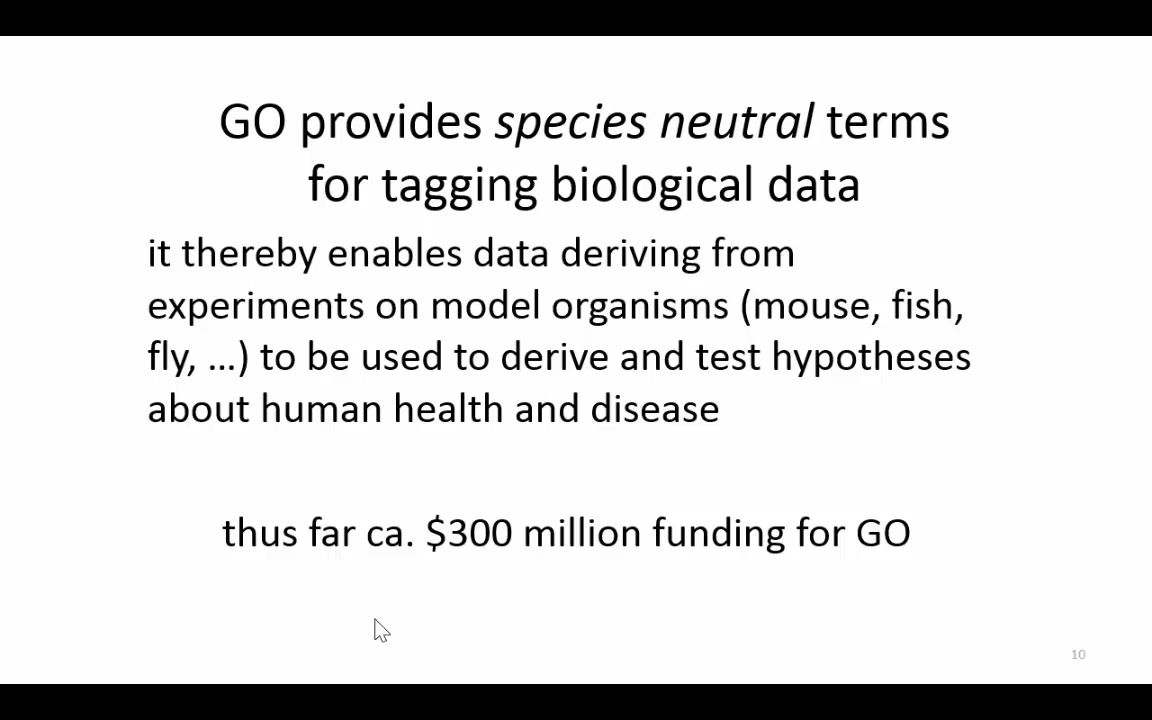 GO provides species neutral terms
for tagging biological data
it thereby enables data deriving from
experiments on model organisms (mouse, fish,
fly, …) to be used to derive and test hypotheses
about human health and disease
thus far ca. $300 million funding for GO
10